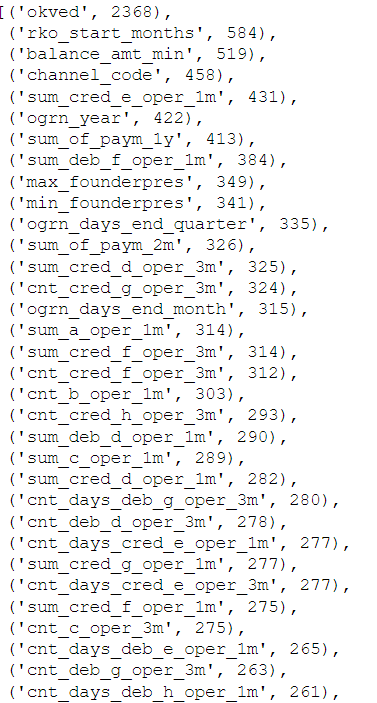 [('okved', 2368),
('rko_start_months', 584),
('balance_amt_min', 519),
('channel_code', 458),
('sum_cred_e_oper_1m', 431),
('ogrn_year', 422),
('sum_of_paym_1y', 413),
('sum_deb_f_oper_1m', 384),
('max_founderpres', 349),
('min_founderpres', 341),
('ogrn_days_end_quarter', 335),
('sum_of_paym_2m', 326),
('sum_cred_d_oper_3m', 325),
('cnt_cred_g_oper_3m', 324),
('ogrn_days_end_month', 315),
('sum_a_oper_1m', 314),
('sum_cred_f_oper_3m', 314),
('cnt_cred_f_oper_3m', 312),
('cnt_b_oper_1m', 303),
('cnt_cred_h_oper_3m', 293),
('sum_deb_d_oper_1m', 290),
('sum_c_oper_1m', 289),
('sum_cred_d_oper_1m', 282),
('cnt_days_deb_g_oper_3m', 280),
('cnt_deb_d_oper_3m', 278),
('cnt_days_cred_e_oper_1m', 277),
('sum_cred_g_oper_1m', 277),
('cnt_days_cred_e_oper_3m', 277),
('sum_cred_f_oper_1m', 275),
('cnt_c_oper_3m', 275),
('cnt_days_deb_e_oper_1m', 265),
('cnt_deb_g_oper_3m', 263),
('cnt_days_deb_h_oper_1m', 261),